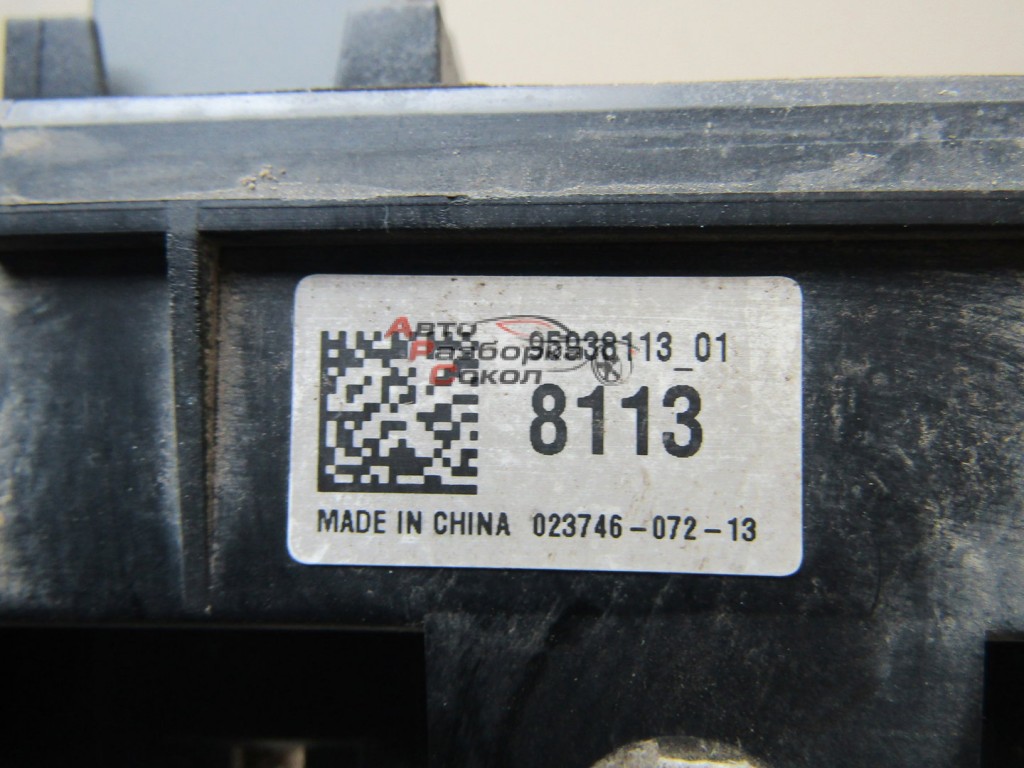 95938113_01
Авто
Разборка
Сокол
8113
MADE IN CHINA 023746-072-13